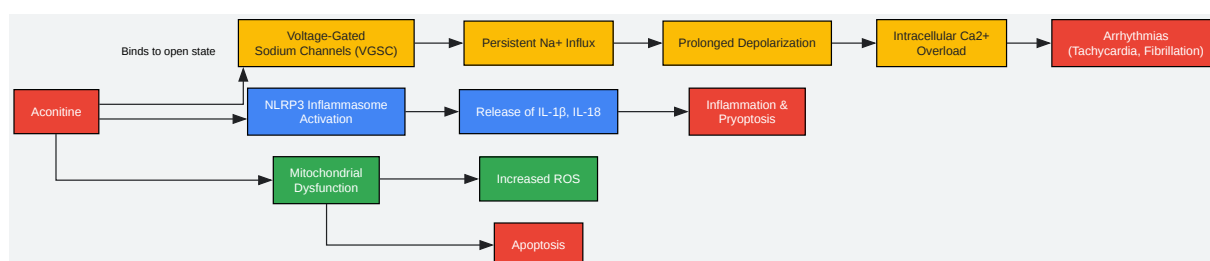 Binds to open state
Voltage-Gated
Sodium Channels (VGSC)
Persistent Na+ Influx
Prolonged Depolarization
Intracellular Ca2+
Overload
Arrhythmias
(Tachycardia, Fibrillation)
Aconitine
NLRP3 Inflammasome
Activation
Release of IL-1β, IL-18
Inflammation &
Pryoptosis
Mitochondrial
Dysfunction
Increased ROS
Apoptosis